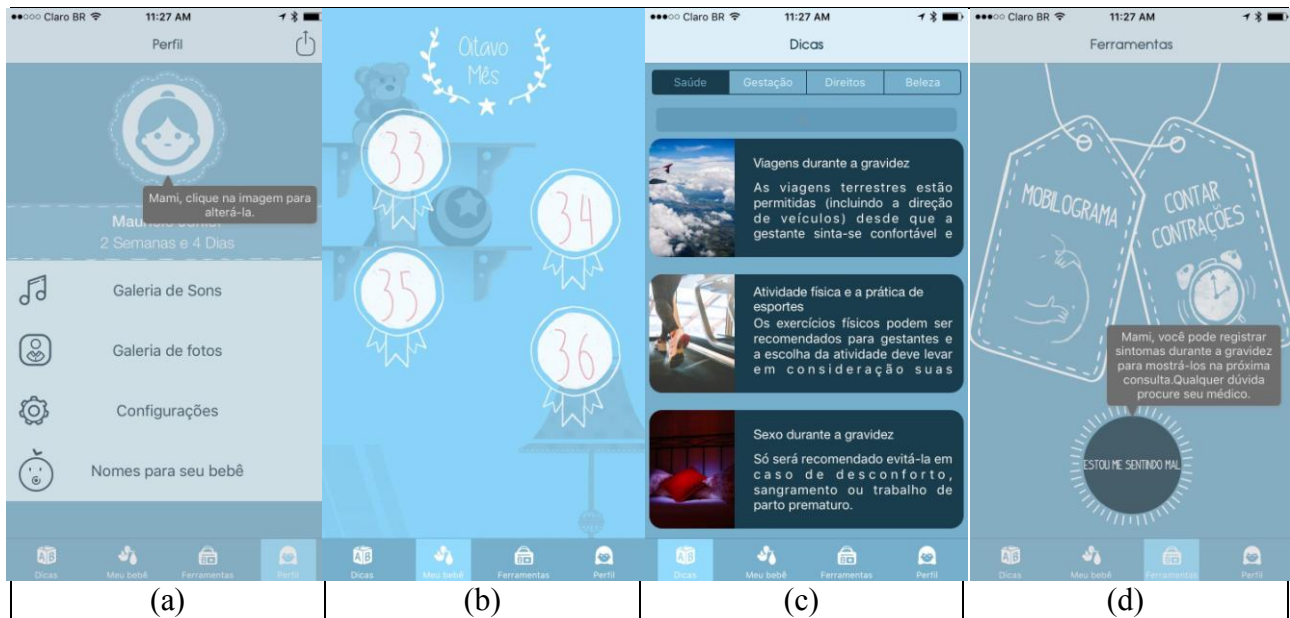 ●●○○○ Claro BR 11:27 AM
Perfil
Mami, clique na imagem para
alterá-la.
2 Semanas e 4 Dias
Galeria de Sons
Galeria de fotos
Configurações
Nomes para seu bebê
Dicas Meu bebê Ferramentas Perfil
(a)
Oitavo
Mês
33
34
35
36
Dicas Meu bebê Ferramentas Perfil
(b)
●●●○○ Claro BR 11:27 AM
Dicas
Saúde Gestação Direitos Beleza
Viagens durante a gravidez
As viagens terrestres estão
permitidas (incluindo a direção
de veículos) desde que a
gestante sinta-se confortável e
Atividade física e a prática de
esportes
Os exercícios físicos podem ser
recomendados para gestantes e
a escolha da atividade deve levar
em consideração suas
Sexo durante a gravidez
Só será recomendado evitá-la em
caso de desconforto,
sangramento ou trabalho de
parto prematuro.
Dicas Meu bebê Ferramentas Perfil
(c)
●●●●○ Claro BR 11:27 AM
Ferramentas
MOBILOGRAMA
CONTAR
CONTRAÇÕES
Mami, você pode registrar
sintomas durante a gravidez
para mostrá-los na próxima
consulta.Qualquer dúvida
procure seu médico.
ESTOU ME SENTINDO MAL
Dicas Meu bebê Ferramentas Perfil
(d)